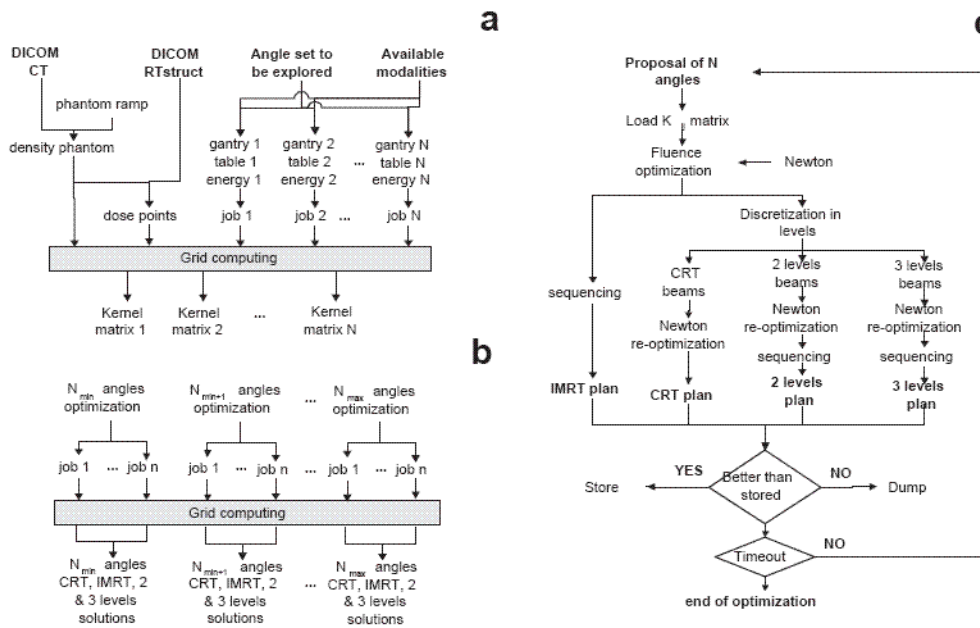 a
DICOM
CT
DICOM
RTstruct
Angle set to
be explored
Available
modalities
phantom ramp
density phantom
gantry 1
table 1
energy 1
gantry 2
table 2
energy 2
...
gantry N
table N
energy N
dose points
job 1
job 2
...
job N
Grid computing
Kernel
matrix 1
Kernel
matrix 2
...
Kernel
matrix N
b
Nmin angles
optimization
Nmin+1 angles
optimization
...
Nmax angles
optimization
job 1 ... job n
job 1 ... job n
...
job 1 ... job n
Grid computing
Nmin angles
CRT, IMRT, 2
& 3 levels
solutions
Nmin+1 angles
CRT, IMRT, 2
& 3 levels
solutions
...
Nmax angles
CRT, IMRT, 2
& 3 levels
solutions
Proposal of N
angles
Load K matrix
Fluence
optimization
Newton
Discretization in
levels
sequencing
CRT
beams
2 levels
beams
3 levels
beams
Newton
re-optimization
Newton
re-optimization
Newton
re-optimization
sequencing
sequencing
IMRT plan
CRT plan
2 levels
plan
3 levels
plan
YES
Better than
stored
NO
Store
Dump
Timeout
NO
end of optimization